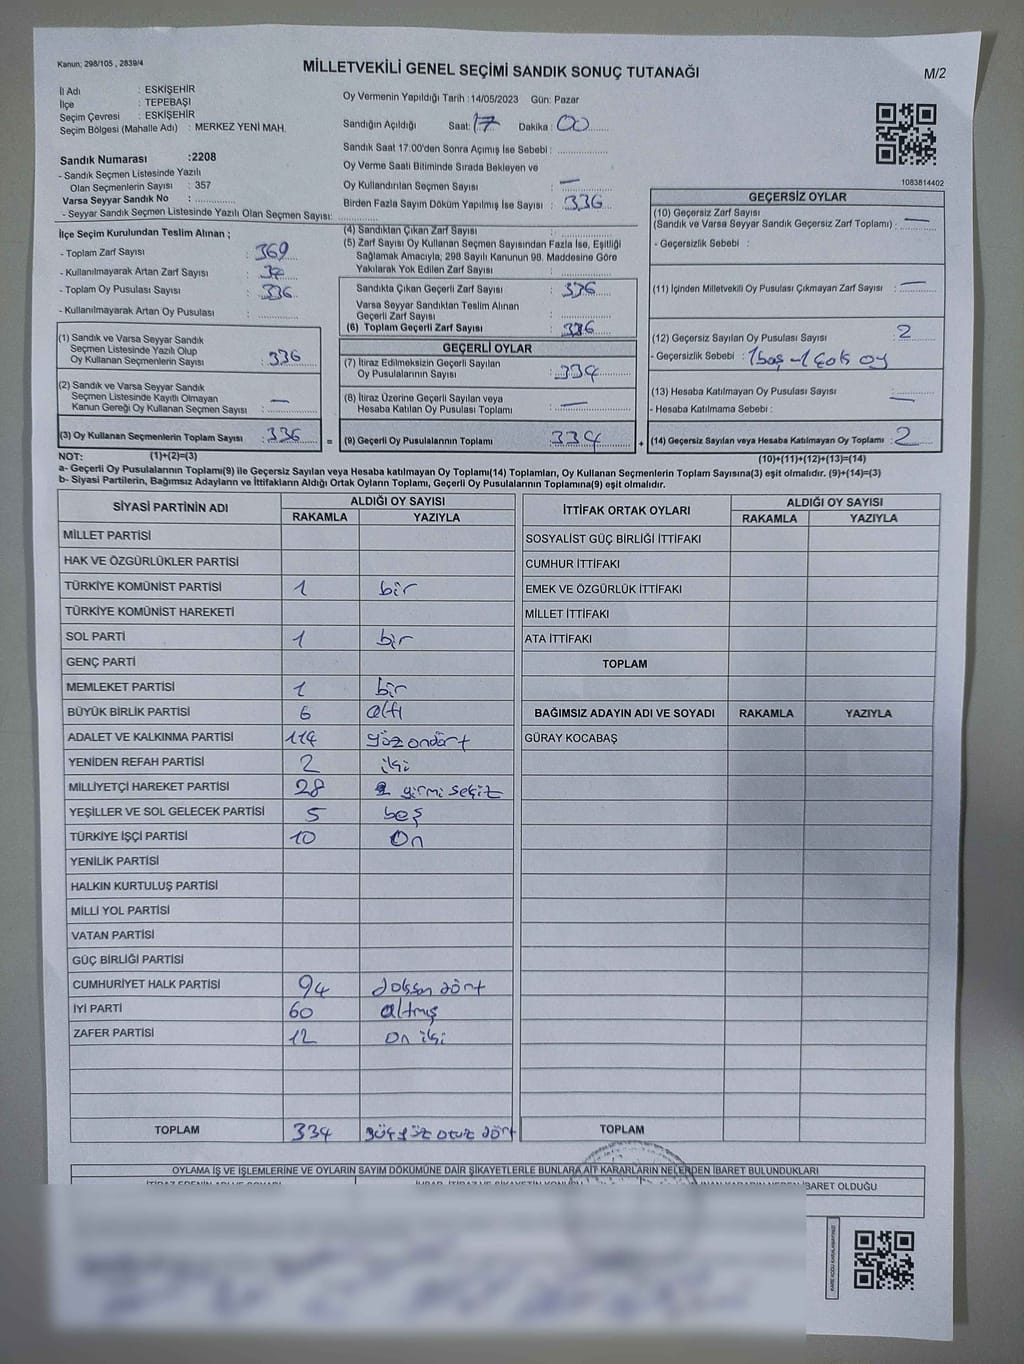 Kanun; 298/105 , 2839/4
MİLLETVEKİLİ GENEL SEÇİMİ SANDIK SONUÇ TUTANAĞI
M/2
İl Adı : ESKİŞEHİR
İlçe : TEPEBAŞI
Seçim Çevresi : ESKİŞEHİR
Seçim Bölgesi (Mahalle Adı) : MERKEZ YENİ MAH.
Sandık Numarası :2208
- Sandık Seçmen Listesinde Yazılı
Olan Seçmenlerin Sayısı : 357
Varsa Seyyar Sandık No :
- Seyyar Sandık Seçmen Listesinde Yazılı Olan Seçmen Sayısı:
Oy Vermenin Yapıldığı Tarih :14/05/2023 Gün: Pazar
Sandığın Açıldığı Saat: 17 Dakika : 00
Sandık Saat 17.00'den Sonra Açımış İse Sebebi :
Oy Verme Saati Bitiminde Sırada Bekleyen ve
Oy Kullandırılan Seçmen Sayısı : —
Birden Fazla Sayım Döküm Yapılmış İse Sayısı : 336
1083814402
İlçe Seçim Kurulundan Teslim Alınan ;
- Toplam Zarf Sayısı : 369
- Kullanılmayarak Artan Zarf Sayısı :
- Toplam Oy Pusulası Sayısı : 336
- Kullanılmayarak Artan Oy Pusulası :
(1) Sandık ve Varsa Seyyar Sandık
Seçmen Listesinde Yazılı Olup
Oy Kullanan Seçmenlerin Sayısı : 336
(2) Sandık ve Varsa Seyyar Sandık
Seçmen Listesinde Kayıtlı Olmayan
Kanun Gereği Oy Kullanan Seçmen Sayısı : —
(3) Oy Kullanan Seçmenlerin Toplam Sayısı : 336
(4) Sandıktan Çıkan Zarf Sayısı :
(5) Zarf Sayısı Oy Kullanan Seçmen Sayısından Fazla İse, Eşitliği
Sağlamak Amacıyla; 298 Sayılı Kanunun 98. Maddesine Göre
Yakılarak Yok Edilen Zarf Sayısı :
Sandıkta Çıkan Geçerli Zarf Sayısı : 336
Varsa Seyyar Sandıktan Teslim Alınan
Geçerli Zarf Sayısı :
(6) Toplam Geçerli Zarf Sayısı : 336
GEÇERLİ OYLAR
(7) İtiraz Edilmeksizin Geçerli Sayılan
Oy Pusulalarının Sayısı : 334
(8) İtiraz Üzerine Geçerli Sayılan veya
Hesaba Katılan Oy Pusulası Toplamı : —
= (9) Geçerli Oy Pusulalarının Toplamı : 334 +
GEÇERSİZ OYLAR
(10) Geçersiz Zarf Sayısı
(Sandık ve Varsa Seyyar Sandık Geçersiz Zarf Toplamı) : —
- Geçersizlik Sebebi :
(11) İçinden Milletvekili Oy Pusulası Çıkmayan Zarf Sayısı : —
(12) Geçersiz Sayılan Oy Pusulası Sayısı : 2
- Geçersizlik Sebebi : 1 boş - 1 çok oy
(13) Hesaba Katılmayan Oy Pusulası Sayısı : —
- Hesaba Katılmama Sebebi :
(14) Geçersiz Sayılan veya Hesaba Katılmayan Oy Toplamı : 2
NOT: (1)+(2)=(3)
(10)+(11)+(12)+(13)=(14)
a- Geçerli Oy Pusulalarının Toplamı(9) ile Geçersiz Sayılan veya Hesaba katılmayan Oy Toplamı(14) Toplamları, Oy Kullanan Seçmenlerin Toplam Sayısına(3) eşit olmalıdır. (9)+(14)=(3)
b- Siyasi Partilerin, Bağımsız Adayların ve İttifakların Aldığı Ortak Oyların Toplamı, Geçerli Oy Pusulalarının Toplamına(9) eşit olmalıdır.
SİYASİ PARTİNİN ADI ALDIĞI OY SAYISI
RAKAMLA YAZIYLA
MİLLET PARTİSİ
HAK VE ÖZGÜRLÜKLER PARTİSİ
TÜRKİYE KOMÜNİST PARTİSİ 1 bir
TÜRKİYE KOMÜNİST HAREKETİ
SOL PARTİ 1 bir
GENÇ PARTİ
MEMLEKET PARTİSİ 1 bir
BÜYÜK BİRLİK PARTİSİ 6 altı
ADALET VE KALKINMA PARTİSİ 114 yüz ondört
YENİDEN REFAH PARTİSİ 2 iki
MİLLİYETÇİ HAREKET PARTİSİ 28 yirmi sekiz
YEŞİLLER VE SOL GELECEK PARTİSİ 5 beş
TÜRKİYE İŞÇİ PARTİSİ 10 On
YENİLİK PARTİSİ
HALKIN KURTULUŞ PARTİSİ
MİLLİ YOL PARTİSİ
VATAN PARTİSİ
GÜÇ BİRLİĞİ PARTİSİ
CUMHURİYET HALK PARTİSİ 94 doksan dört
İYİ PARTİ 60 altmış
ZAFER PARTİSİ 12 on iki
TOPLAM 334 üçyüz otuz dört
İTTİFAK ORTAK OYLARI ALDIĞI OY SAYISI
RAKAMLA YAZIYLA
SOSYALİST GÜÇ BİRLİĞİ İTTİFAKI
CUMHUR İTTİFAKI
EMEK VE ÖZGÜRLÜK İTTİFAKI
MİLLET İTTİFAKI
ATA İTTİFAKI
TOPLAM
BAĞIMSIZ ADAYIN ADI VE SOYADI RAKAMLA YAZIYLA
GÜRAY KOCABAŞ
TOPLAM
OYLAMA İŞ VE İŞLEMLERİNE VE OYLARIN SAYIM DÖKÜMÜNE DAİR ŞİKAYETLERLE BUNLARA AİT KARARLARIN NELERDEN İBARET BULUNDUKLARI
İBARET OLDUĞU